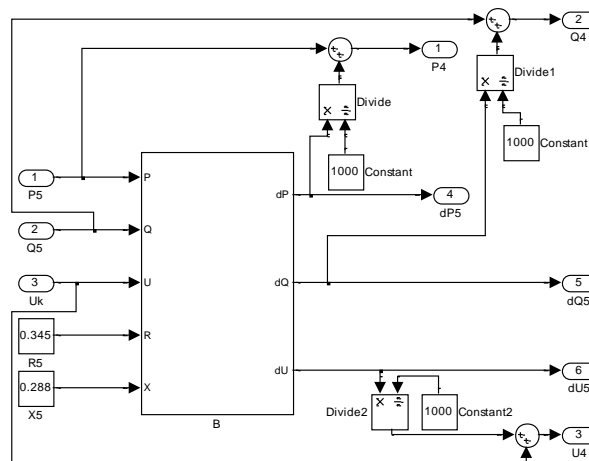 2
Q4
1
P4
Divide1
Divide
× ÷
× ÷
1000 Constant
1000 Constant
1
P5
P
dP
4
dP5
2
Q5
Q
3
Uk
U
dQ
5
dQ5
0.345
R5
R
0.288
X5
X
dU
6
dU5
B
× ÷
Divide2
1000 Constant2
3
U4